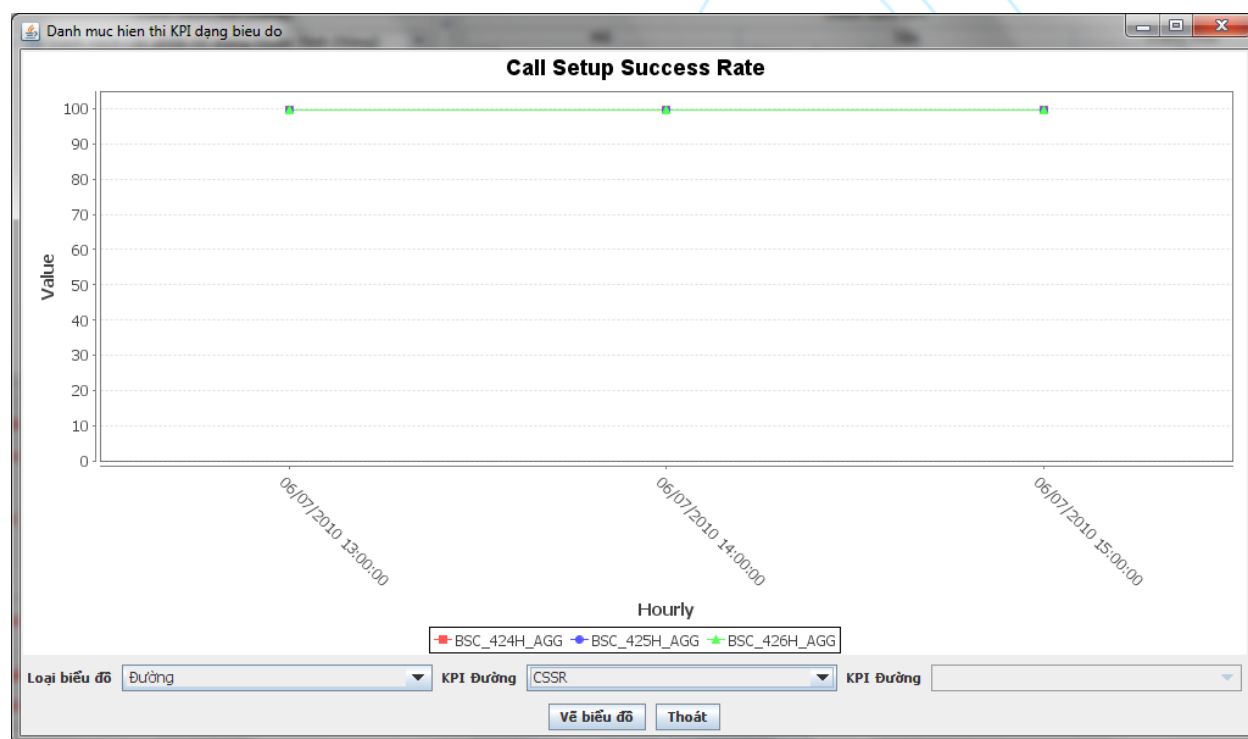 Danh muc hien thi KPI dạng bieu do
Call Setup Success Rate
Value
100
90
80
70
60
50
40
30
20
10
0
06/07/2010 13:00:00
06/07/2010 14:00:00
06/07/2010 15:00:00
Hourly
BSC_424H_AGG BSC_425H_AGG BSC_426H_AGG
Loại biểu đồ Đường KPI Đường CSSR KPI Đường
Vẽ biểu đồ Thoát